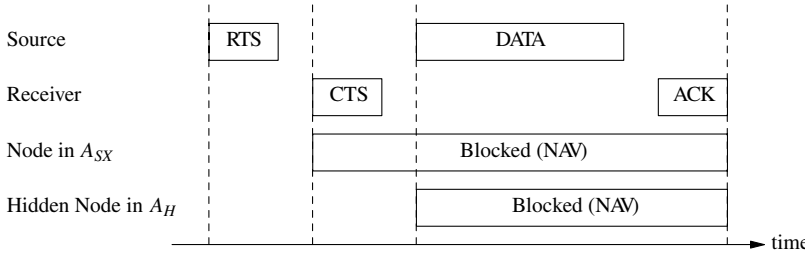 Source RTS DATA
Receiver CTS ACK
Node in A_SX Blocked (NAV)
Hidden Node in A_H Blocked (NAV)
time